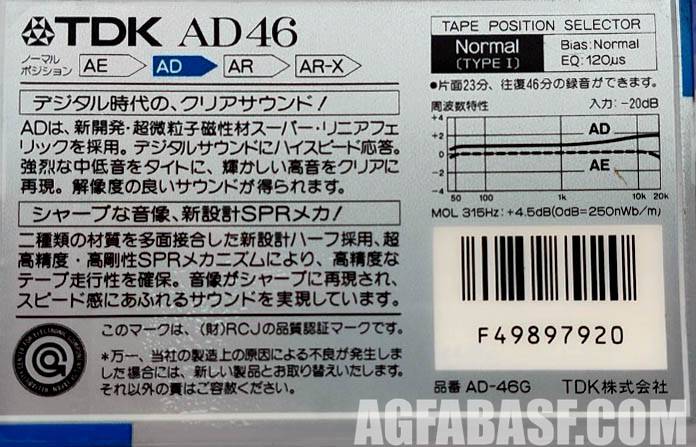 TDK AD46
ノーマルポジション AE AD AR AR-X
デジタル時代の、クリアサウンド!
ADは、新開発・超微粒子磁性材スーパー・リニアフェ
リックを採用。デジタルサウンドにハイスピード応答。
強烈な中低音をタイトに、輝かしい高音をクリアに
再現。解像度の良いサウンドが得られます。
シャープな音像、新設計SPRメカ!
二種類の材質を多面接合した新設計ハーフ採用、超
高精度・高剛性SPRメカニズムにより、高精度な
テープ走行性を確保。音像がシャープに再現され、
スピード感にあふれるサウンドを実現しています。
このマークは、(財)RCJの品質認証マークです。
*万一、当社の製造上の原因による不良が発生しま
した場合には、新しい製品とお取り替えいたします。
それ以外の責はご容赦ください。
TAPE POSITION SELECTOR
Normal
(TYPE I)
Bias:Normal
EQ:120μs
●片面23分、往復46分の録音ができます。
周波数特性 入力:-20dB
+4
+2
0
-2
-4
AD
AE
50 100 1k 10k 20k
MOL 315Hz:+4.5dB(0dB=250nWb/m)
F49897920
品番 AD-46G TDK株式会社
AGFABASE.COM